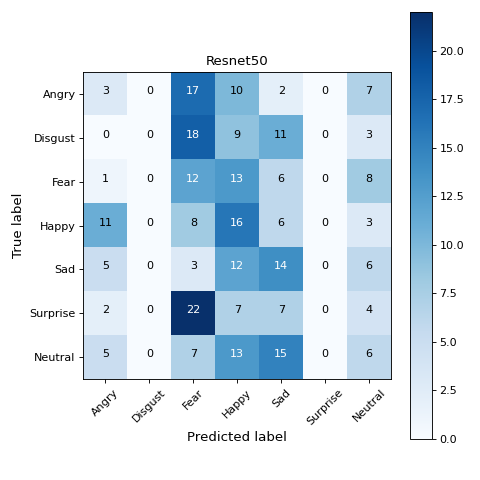 Resnet50
True label
Angry 3 0 17 10 2 0 7
Disgust 0 0 18 9 11 0 3
Fear 1 0 12 13 6 0 8
Happy 11 0 8 16 6 0 3
Sad 5 0 3 12 14 0 6
Surprise 2 0 22 7 7 0 4
Neutral 5 0 7 13 15 0 6
Angry Disgust Fear Happy Sad Surprise Neutral
Predicted label
20.0
17.5
15.0
12.5
10.0
7.5
5.0
2.5
0.0